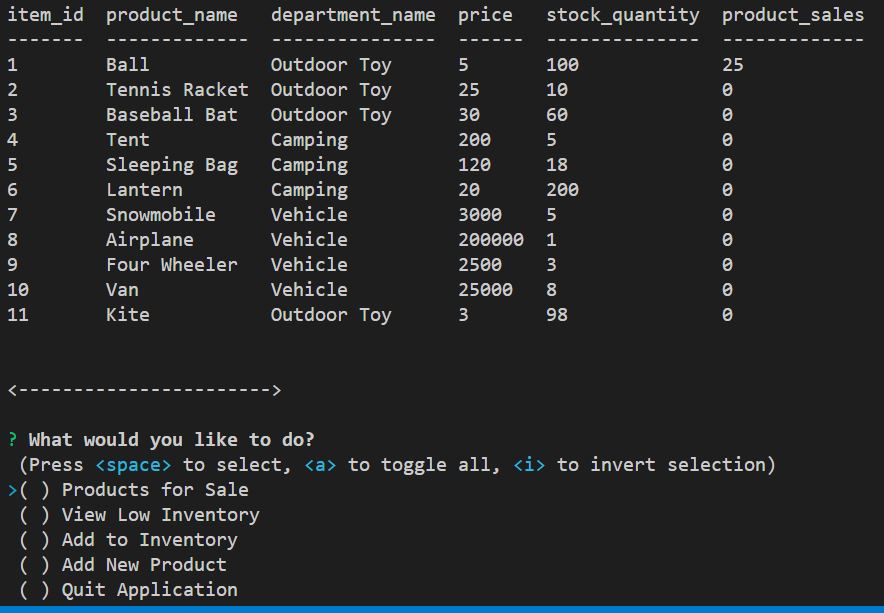 item_id  product_name   department_name  price   stock_quantity  product_sales
-------  -------------  ---------------  ------  --------------  -------------
1        Ball           Outdoor Toy      5       100             25
2        Tennis Racket  Outdoor Toy      25      10              0
3        Baseball Bat   Outdoor Toy      30      60              0
4        Tent           Camping          200     5               0
5        Sleeping Bag   Camping          120     18              0
6        Lantern        Camping          20      200             0
7        Snowmobile     Vehicle          3000    5               0
8        Airplane       Vehicle          200000  1               0
9        Four Wheeler   Vehicle          2500    3               0
10       Van            Vehicle          25000   8               0
11       Kite           Outdoor Toy      3       98              0
<----------------------->
? What would you like to do?
 (Press <space> to select, <a> to toggle all, <i> to invert selection)
>( ) Products for Sale
 ( ) View Low Inventory
 ( ) Add to Inventory
 ( ) Add New Product
 ( ) Quit Application